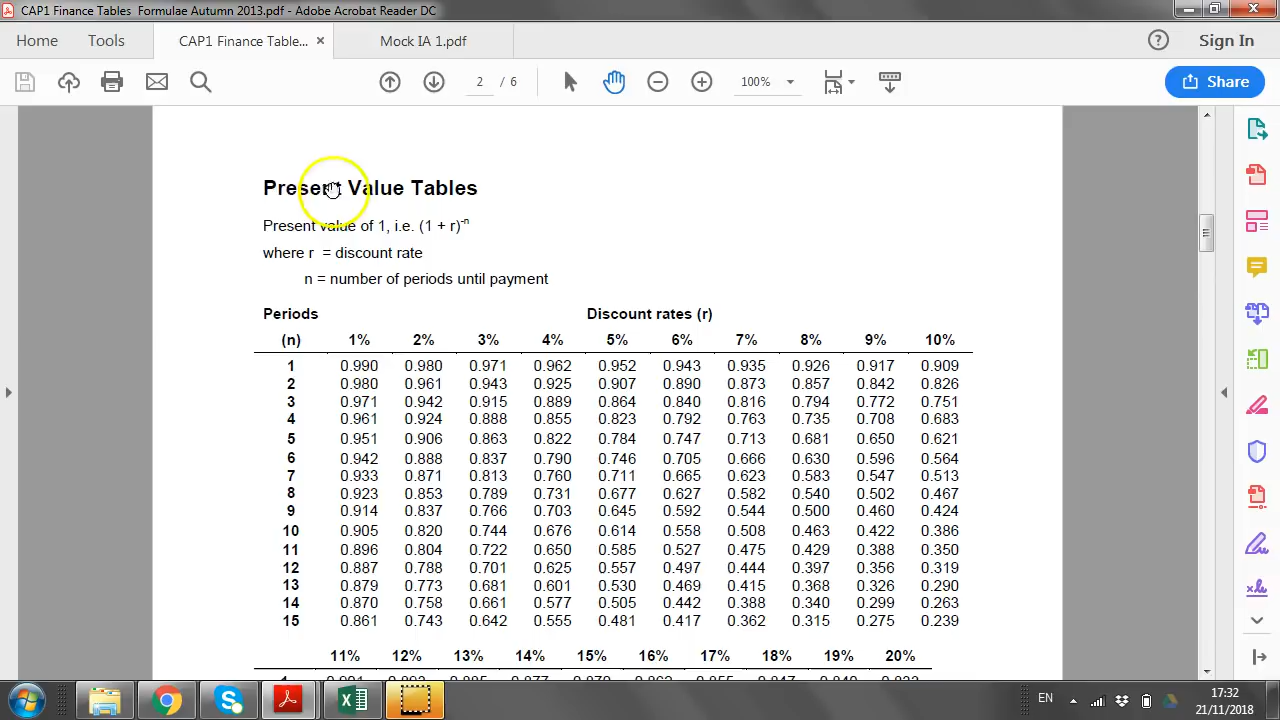 CAP1 Finance Tables Formulae Autumn 2013.pdf - Adobe Acrobat Reader DC
Home Tools CAP1 Finance Table... × Mock IA 1.pdf Sign In
2 / 6 100% Share
Present Value Tables
Present value of 1, i.e. (1 + r)⁻ⁿ
where r = discount rate
n = number of periods until payment
Periods Discount rates (r)
(n) 1% 2% 3% 4% 5% 6% 7% 8% 9% 10%
1 0.990 0.980 0.971 0.962 0.952 0.943 0.935 0.926 0.917 0.909
2 0.980 0.961 0.943 0.925 0.907 0.890 0.873 0.857 0.842 0.826
3 0.971 0.942 0.915 0.889 0.864 0.840 0.816 0.794 0.772 0.751
4 0.961 0.924 0.888 0.855 0.823 0.792 0.763 0.735 0.708 0.683
5 0.951 0.906 0.863 0.822 0.784 0.747 0.713 0.681 0.650 0.621
6 0.942 0.888 0.837 0.790 0.746 0.705 0.666 0.630 0.596 0.564
7 0.933 0.871 0.813 0.760 0.711 0.665 0.623 0.583 0.547 0.513
8 0.923 0.853 0.789 0.731 0.677 0.627 0.582 0.540 0.502 0.467
9 0.914 0.837 0.766 0.703 0.645 0.592 0.544 0.500 0.460 0.424
10 0.905 0.820 0.744 0.676 0.614 0.558 0.508 0.463 0.422 0.386
11 0.896 0.804 0.722 0.650 0.585 0.527 0.475 0.429 0.388 0.350
12 0.887 0.788 0.701 0.625 0.557 0.497 0.444 0.397 0.356 0.319
13 0.879 0.773 0.681 0.601 0.530 0.469 0.415 0.368 0.326 0.290
14 0.870 0.758 0.661 0.577 0.505 0.442 0.388 0.340 0.299 0.263
15 0.861 0.743 0.642 0.555 0.481 0.417 0.362 0.315 0.275 0.239
11% 12% 13% 14% 15% 16% 17% 18% 19% 20%
EN 17:32
21/11/2018